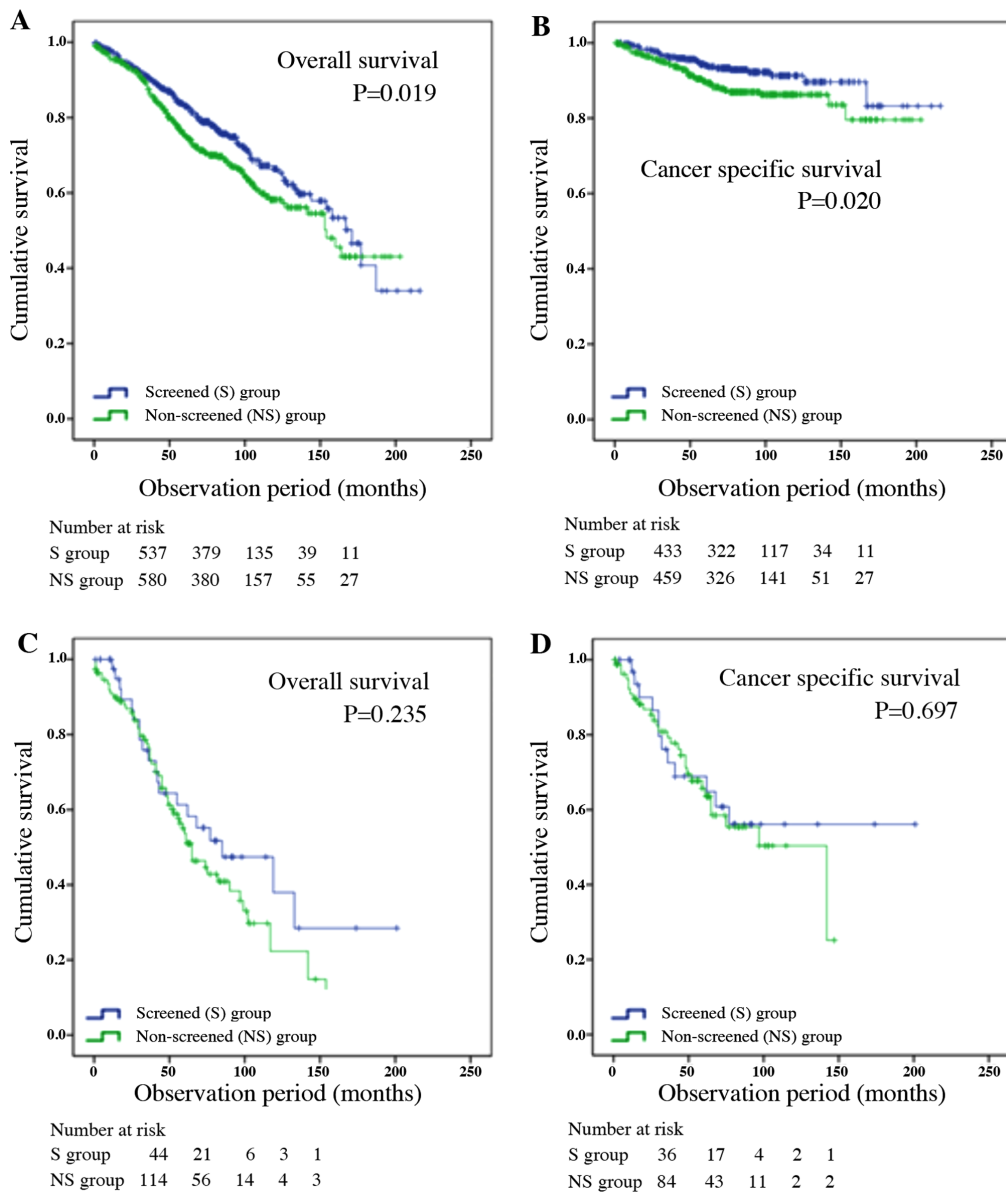 A
Overall survival
P=0.019
Cumulative survival
1.0
0.8
0.6
0.4
0.2
0.0
Screened (S) group
Non-screened (NS) group
0 50 100 150 200 250
Observation period (months)
Number at risk
S group 537 379 135 39 11
NS group 580 380 157 55 27
B
Cancer specific survival
P=0.020
Cumulative survival
1.0
0.8
0.6
0.4
0.2
0.0
Screened (S) group
Non-screened (NS) group
0 50 100 150 200 250
Observation period (months)
Number at risk
S group 433 322 117 34 11
NS group 459 326 141 51 27
C
Overall survival
P=0.235
Cumulative survival
1.0
0.8
0.6
0.4
0.2
0.0
Screened (S) group
Non-screened (NS) group
0 50 100 150 200 250
Observation period (months)
Number at risk
S group 44 21 6 3 1
NS group 114 56 14 4 3
D
Cancer specific survival
P=0.697
Cumulative survival
1.0
0.8
0.6
0.4
0.2
0.0
Screened (S) group
Non-screened (NS) group
0 50 100 150 200 250
Observation period (months)
Number at risk
S group 36 17 4 2 1
NS group 84 43 11 2 2